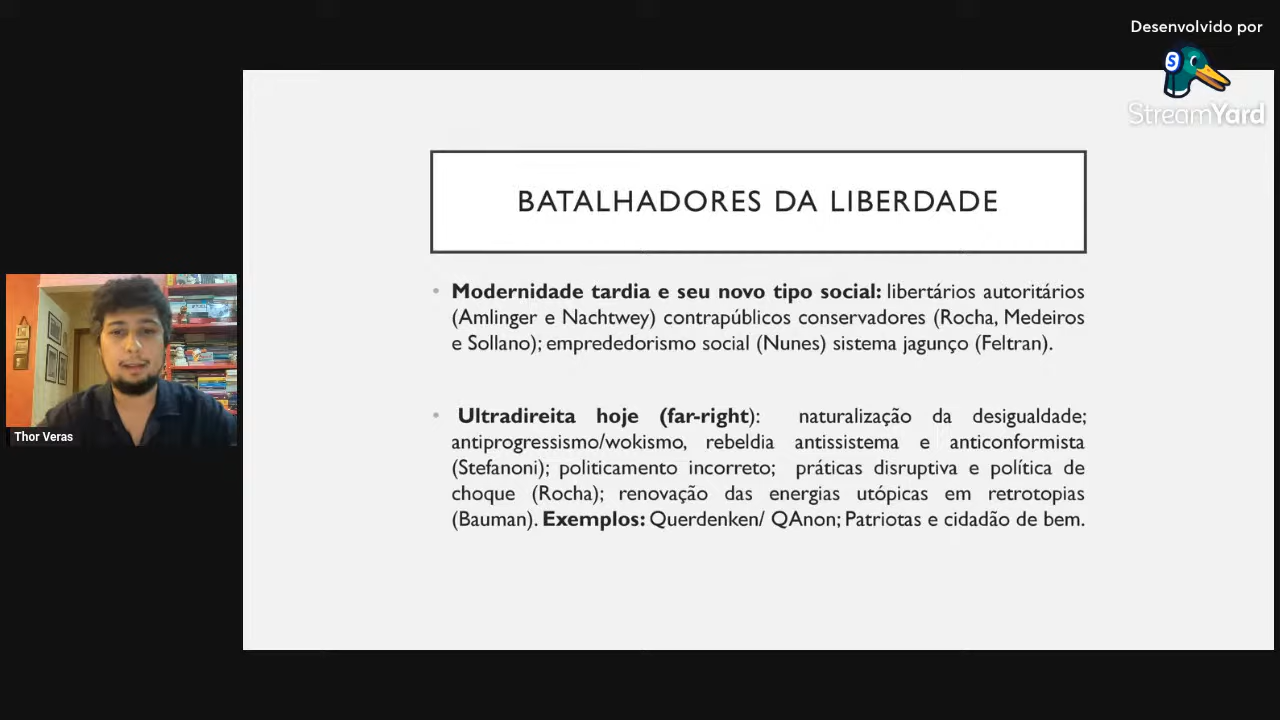 Desenvolvido por
StreamYard
BATALHADORES DA LIBERDADE
• Modernidade tardia e seu novo tipo social: libertários autoritários
(Amlinger e Nachtwey) contrapúblicos conservadores (Rocha, Medeiros
e Sollano); emprededorismo social (Nunes) sistema jagunço (Feltran).
• Ultradireita hoje (far-right): naturalização da desigualdade;
antiprogressismo/wokismo, rebeldia antissistema e anticonformista
(Stefanoni); politicamento incorreto; práticas disruptiva e política de
choque (Rocha); renovação das energias utópicas em retrotopias
(Bauman). Exemplos: Querdenken/ QAnon; Patriotas e cidadão de bem.
Thor Veras